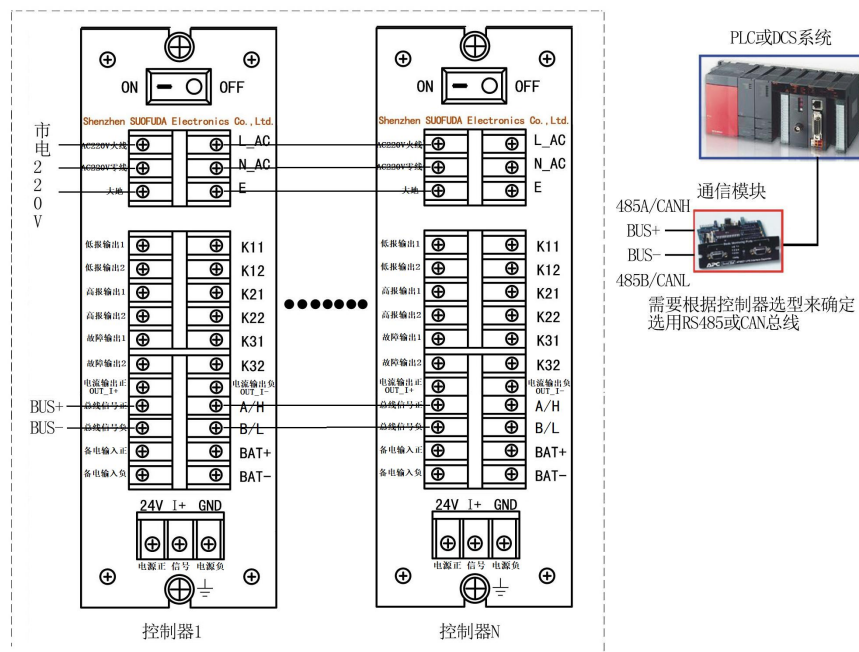 ON
OFF
Shenzhen SUOFUDA Electronics Co.,Ltd.
市电220V
AC220V火线
L_AC
AC220V零线
N_AC
大地
E
低报输出1
K11
低报输出2
K12
高报输出1
K21
高报输出2
K22
故障输出1
K31
故障输出2
K32
电流输出正
OUT_I+
电流输出负
OUT_I-
BUS+
总线信号正
A/H
BUS-
总线信号负
B/L
备电输入正
BAT+
备电输入负
BAT-
24V I+ GND
电源正 信号 电源负
控制器1
ON
OFF
Shenzhen SUOFUDA Electronics Co.,Ltd.
AC220V火线
L_AC
AC220V零线
N_AC
大地
E
低报输出1
K11
低报输出2
K12
高报输出1
K21
高报输出2
K22
故障输出1
K31
故障输出2
K32
电流输出正
OUT_I+
电流输出负
OUT_I-
总线信号正
A/H
总线信号负
B/L
备电输入正
BAT+
备电输入负
BAT-
24V I+ GND
电源正 信号 电源负
控制器N
PLC或DCS系统
通信模块
485A/CANH
BUS+
BUS-
485B/CANL
APC
需要根据控制器选型来确定
选用RS485或CAN总线